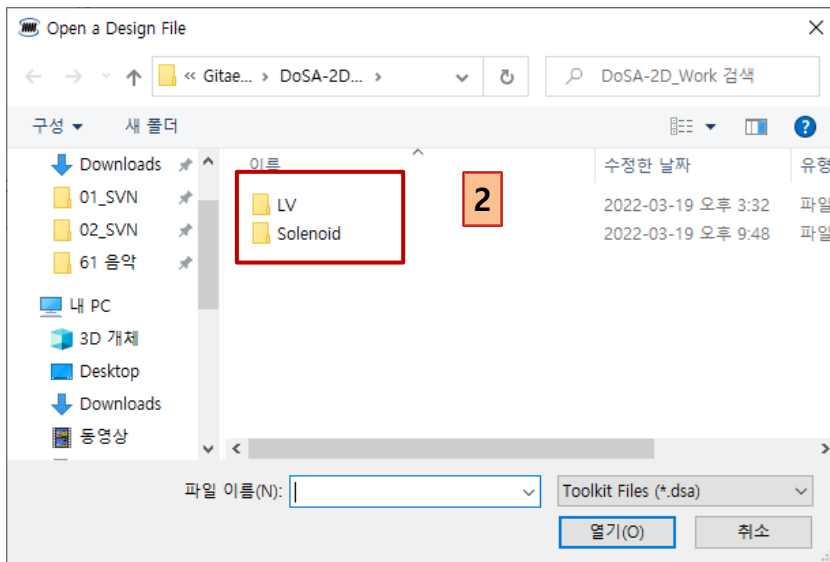 Open a Design File
« Gitae... › DoSA-2D... ›
DoSA-2D_Work 검색
구성 새 폴더
Downloads
01_SVN
02_SVN
61 음악
내 PC
3D 개체
Desktop
Downloads
동영상
이름 수정한 날짜 유형
LV 2022-03-19 오후 3:32 파일
Solenoid 2022-03-19 오후 9:48 파일
2
파일 이름(N):
Toolkit Files (*.dsa)
열기(O) 취소